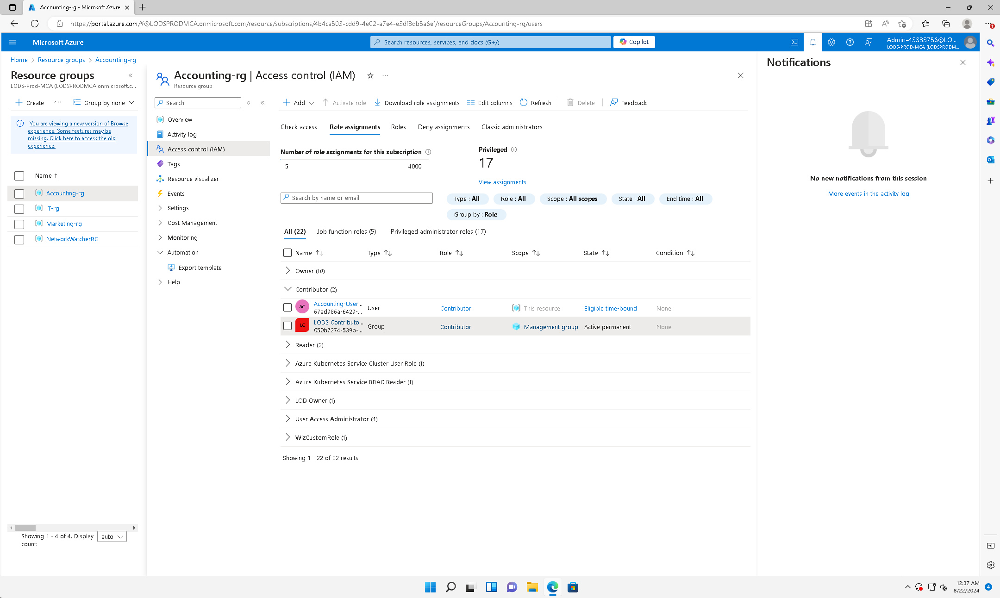 Accounting-rg - Microsoft Azure
https://portal.azure.com/#@LODSPRODMCA.onmicrosoft.com/resource/subscriptions/4b4ca503-cdd9-4e02-a7e4-e3df3db5a6ef/resourceGroups/Accounting-rg/users
Microsoft Azure
Search resources, services, and docs (G+/)
Copilot
Admin-43333756@LO...
LODS-PROD-MCA (LODSPRODM...
Home > Resource groups > Accounting-rg
Resource groups
LODS-Prod-MCA (LODSPRODMCA.onmicrosoft.c...
Create
Group by none
You are viewing a new version of Browse
experience. Some features may be
missing. Click here to access the old
experience.
Name ↑
Accounting-rg
IT-rg
Marketing-rg
NetworkWatcherRG
Showing 1 - 4 of 4. Display
count:
auto
Accounting-rg | Access control (IAM)
Resource group
Search
Overview
Activity log
Access control (IAM)
Tags
Resource visualizer
Events
Settings
Cost Management
Monitoring
Automation
Export template
Help
Add
Activate role
Download role assignments
Edit columns
Refresh
Delete
Feedback
Check access
Role assignments
Roles
Deny assignments
Classic administrators
Number of role assignments for this subscription
5
4000
Privileged
17
View assignments
Search by name or email
Type : All
Role : All
Scope : All scopes
State : All
End time : All
Group by : Role
All (22)
Job function roles (5)
Privileged administrator roles (17)
Name Type Role Scope State Condition
Owner (10)
Contributor (2)
AC
Accounting-User...
67ad986a-6429-...
User
Contributor
This resource
Eligible time-bound
None
LC
LODS Contributo...
050b7274-539b-...
Group
Contributor
Management group
Active permanent
None
Reader (2)
Azure Kubernetes Service Cluster User Role (1)
Azure Kubernetes Service RBAC Reader (1)
LOD Owner (1)
User Access Administrator (4)
WizCustomRole (1)
Showing 1 - 22 of 22 results.
Notifications
No new notifications from this session
More events in the activity log
12:37 AM
8/22/2024
4